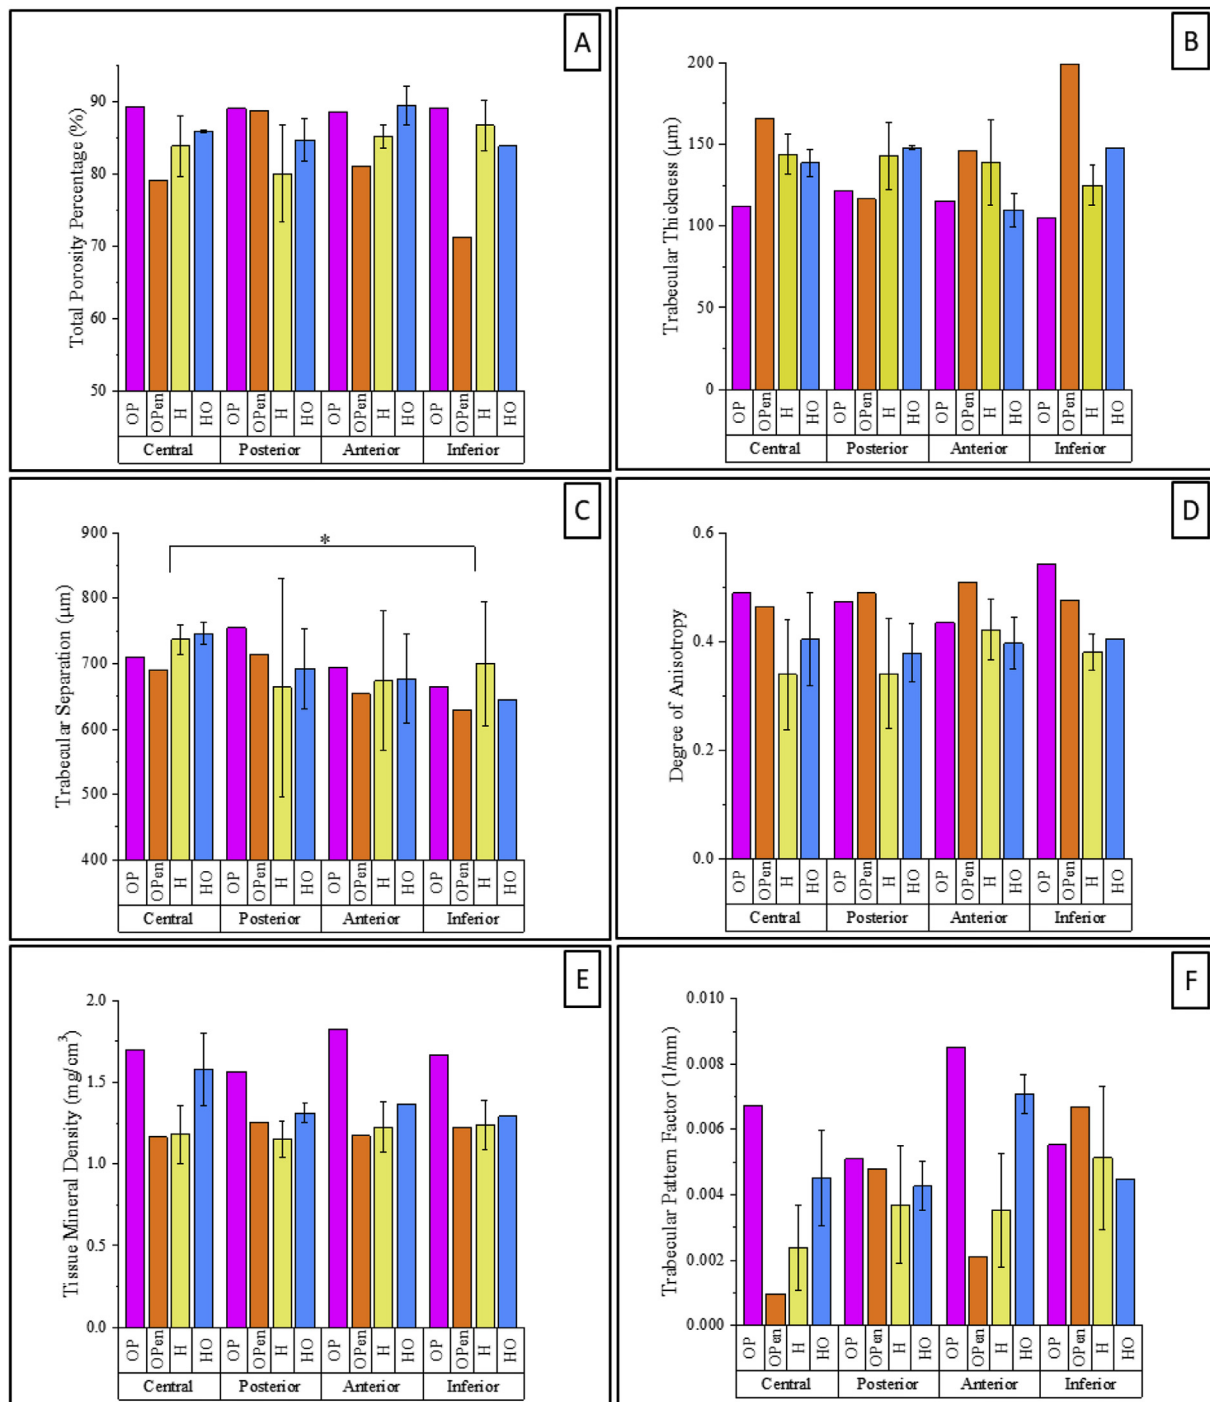 A
Total Porosity Percentage (%)
90
80
70
60
50
OP OPen H HO OP OPen H HO OP OPen H HO OP OPen H HO
Central Posterior Anterior Inferior
B
Trabecular Thickness (μm)
200
150
100
50
0
OP OPen H HO OP OPen H HO OP OPen H HO OP OPen H HO
Central Posterior Anterior Inferior
C
Trabecular Separation (μm)
900
800
700
600
500
400
*
OP OPen H HO OP OPen H HO OP OPen H HO OP OPen H HO
Central Posterior Anterior Inferior
D
Degree of Anisotropy
0.6
0.4
0.2
0.0
OP OPen H HO OP OPen H HO OP OPen H HO OP OPen H HO
Central Posterior Anterior Inferior
E
Tissue Mineral Density (mg/cm³)
2.0
1.5
1.0
0.5
0.0
OP OPen H HO OP OPen H HO OP OPen H HO OP OPen H HO
Central Posterior Anterior Inferior
F
Trabecular Pattern Factor (1/mm)
0.010
0.008
0.006
0.004
0.002
0.000
OP OPen H HO OP OPen H HO OP OPen H HO OP OPen H HO
Central Posterior Anterior Inferior